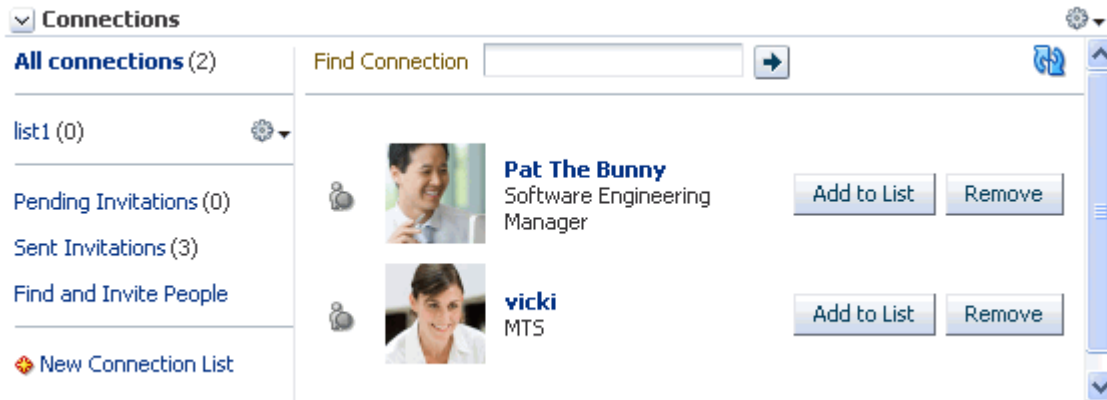 Connections
All connections (2)
Find Connection
list1 (0)
Pending Invitations (0)
Sent Invitations (3)
Find and Invite People
New Connection List
Pat The Bunny
Software Engineering
Manager
Add to List
Remove
vicki
MTS
Add to List
Remove